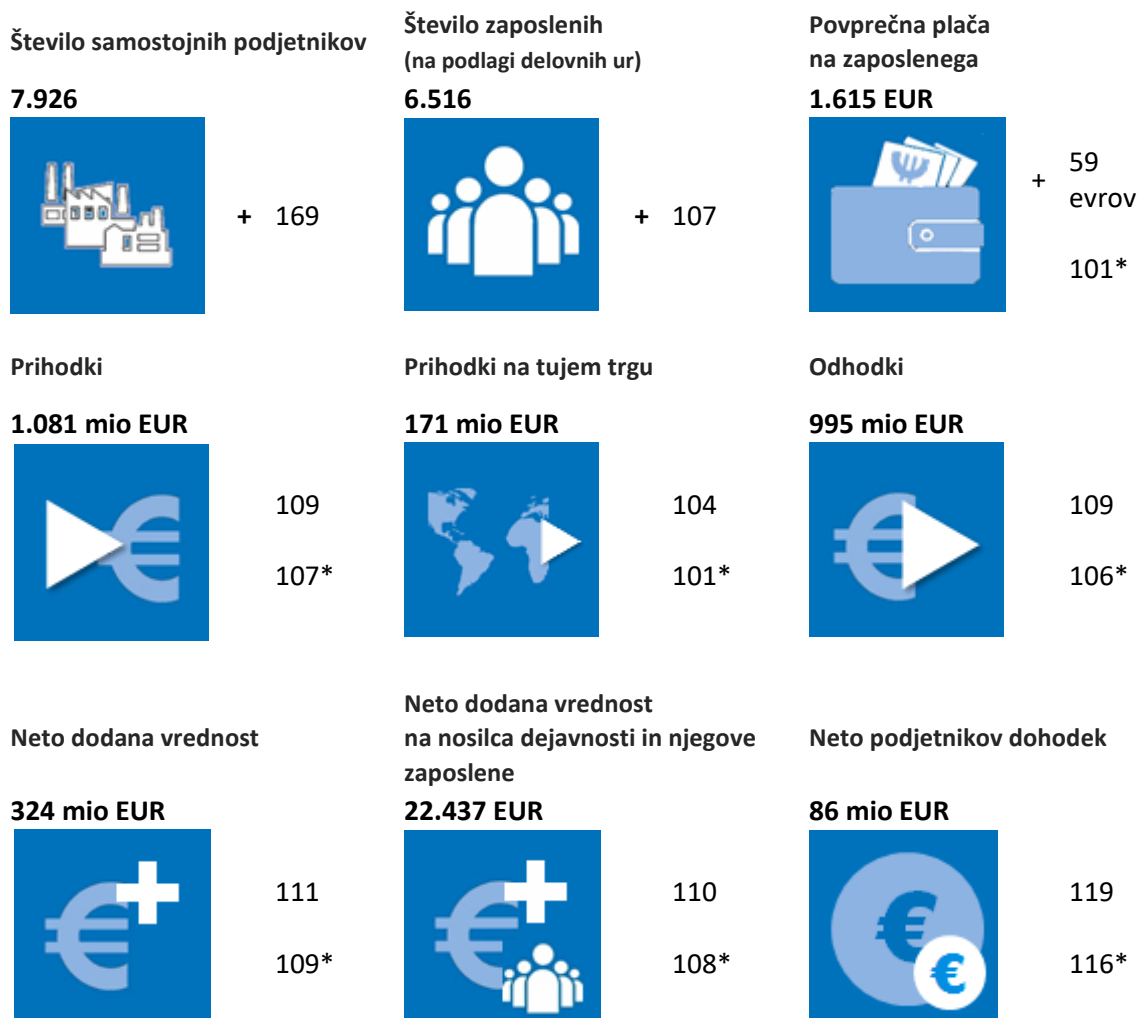 Število samostojnih podjetnikov
7.926
+ 169
Število zaposlenih
(na podlagi delovnih ur)
6.516
+ 107
Povprečna plača
na zaposlenega
1.615 EUR
+ 59
evrov
101*
Prihodki
1.081 mio EUR
109
107*
Prihodki na tujem trgu
171 mio EUR
104
101*
Odhodki
995 mio EUR
109
106*
Neto dodana vrednost
324 mio EUR
111
109*
Neto dodana vrednost
na nosilca dejavnosti in njegove
zaposlene
22.437 EUR
110
108*
Neto podjetnikov dohodek
86 mio EUR
119
116*